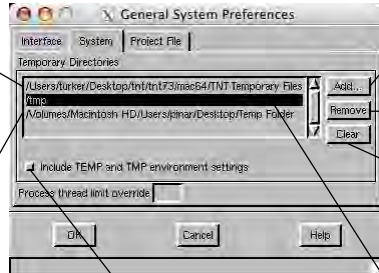 X General System Preferences
Interface System Project File
Temporary Directories
/Users/turker/Desktop/tnt/tnt73/mac64/TNT Temporary Files
/tmp
/Volumes/Macintosh HD/Users/pinar/Desktop/Temp Folder
Add...
Remove
Clear
Include TEMP and TMP environment settings
Process thread limit override
OK Cancel Help